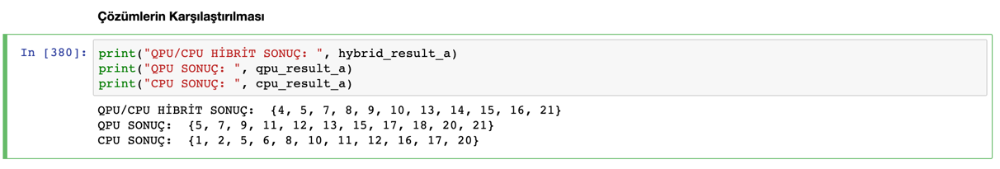 Çözümlerin Karşılaştırılması
In [380]: print("QPU/CPU HİBRİT SONUÇ: ", hybrid_result_a)
print("QPU SONUÇ: ", qpu_result_a)
print("CPU SONUÇ: ", cpu_result_a)
QPU/CPU HİBRİT SONUÇ:  {4, 5, 7, 8, 9, 10, 13, 14, 15, 16, 21}
QPU SONUÇ:  {5, 7, 9, 11, 12, 13, 15, 17, 18, 20, 21}
CPU SONUÇ:  {1, 2, 5, 6, 8, 10, 11, 12, 16, 17, 20}